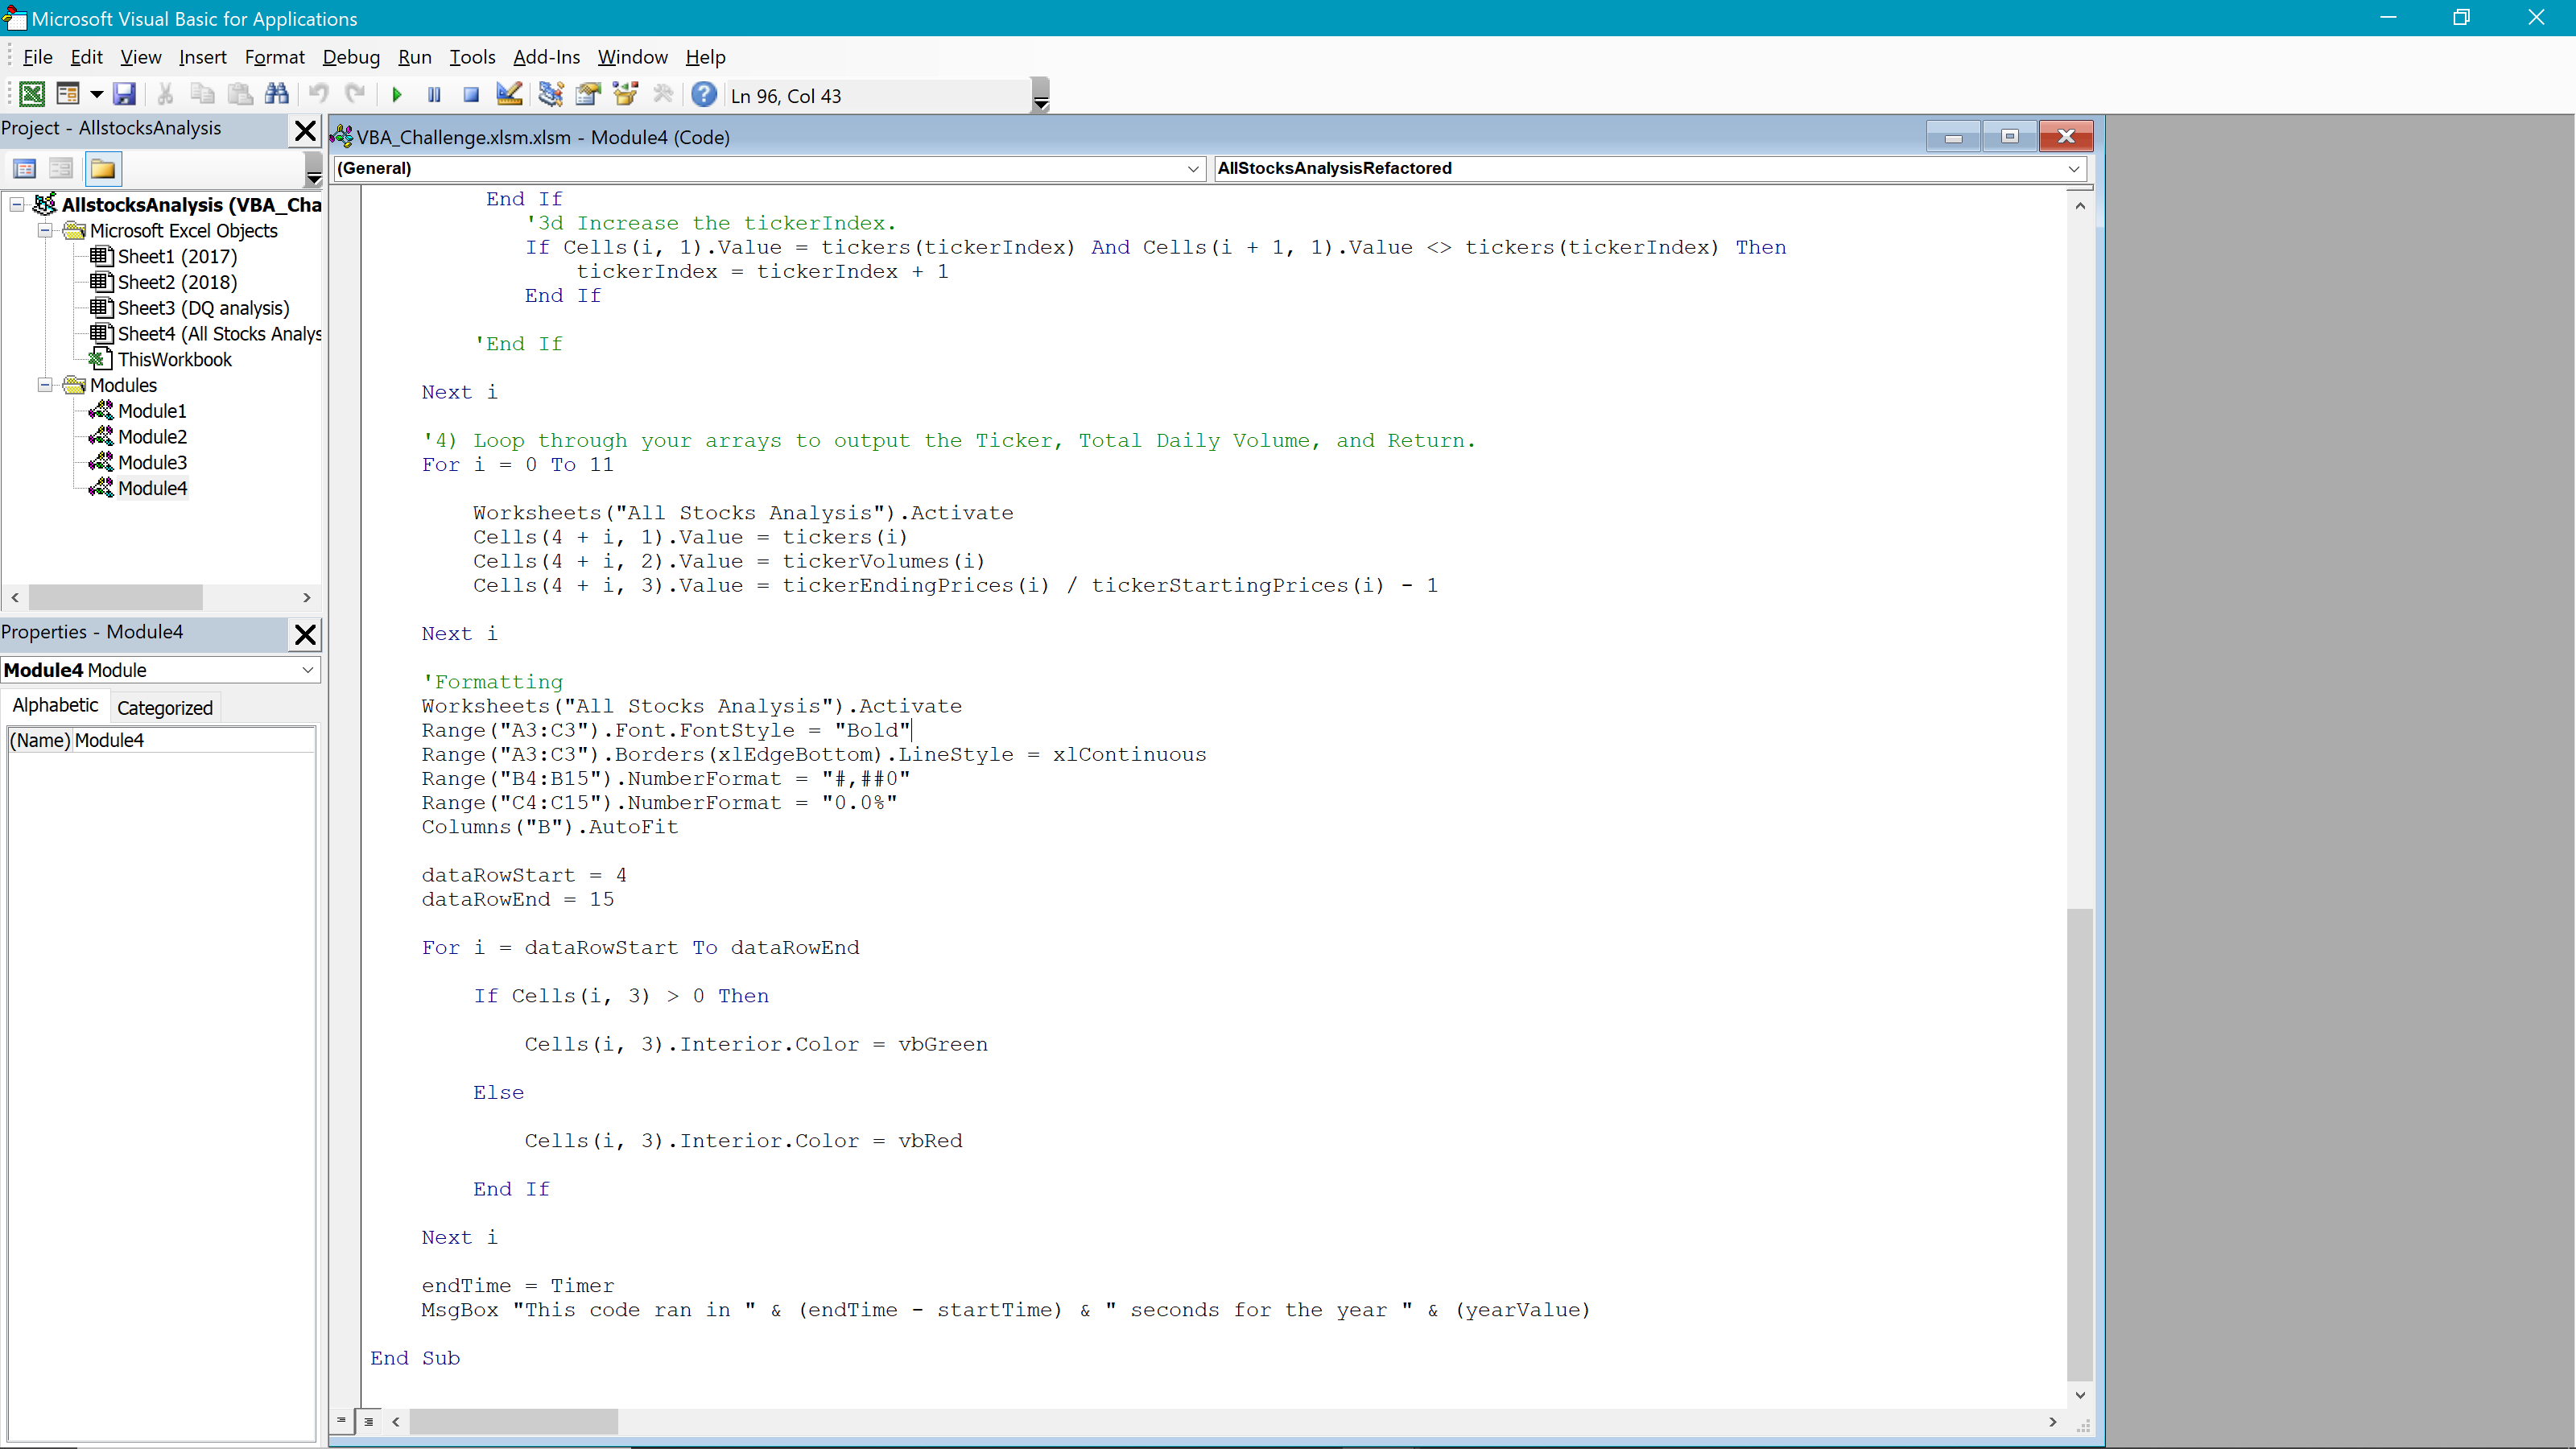 Microsoft Visual Basic for Applications
File Edit View Insert Format Debug Run Tools Add-Ins Window Help
Ln 96, Col 43
Project - AllstocksAnalysis
AllstocksAnalysis (VBA_Cha
Microsoft Excel Objects
Sheet1 (2017)
Sheet2 (2018)
Sheet3 (DQ analysis)
Sheet4 (All Stocks Analys
ThisWorkbook
Modules
Module1
Module2
Module3
Module4
Properties - Module4
Module4 Module
Alphabetic Categorized
(Name) Module4
VBA_Challenge.xlsm.xlsm - Module4 (Code)
(General) AllStocksAnalysisRefactored
End If
'3d Increase the tickerIndex.
If Cells(i, 1).Value = tickers(tickerIndex) And Cells(i + 1, 1).Value <> tickers(tickerIndex) Then
tickerIndex = tickerIndex + 1
End If
'End If
Next i
'4) Loop through your arrays to output the Ticker, Total Daily Volume, and Return.
For i = 0 To 11
Worksheets("All Stocks Analysis").Activate
Cells(4 + i, 1).Value = tickers(i)
Cells(4 + i, 2).Value = tickerVolumes(i)
Cells(4 + i, 3).Value = tickerEndingPrices(i) / tickerStartingPrices(i) - 1
Next i
'Formatting
Worksheets("All Stocks Analysis").Activate
Range("A3:C3").Font.FontStyle = "Bold"
Range("A3:C3").Borders(xlEdgeBottom).LineStyle = xlContinuous
Range("B4:B15").NumberFormat = "#,##0"
Range("C4:C15").NumberFormat = "0.0%"
Columns("B").AutoFit
dataRowStart = 4
dataRowEnd = 15
For i = dataRowStart To dataRowEnd
If Cells(i, 3) > 0 Then
Cells(i, 3).Interior.Color = vbGreen
Else
Cells(i, 3).Interior.Color = vbRed
End If
Next i
endTime = Timer
MsgBox "This code ran in " & (endTime - startTime) & " seconds for the year " & (yearValue)
End Sub